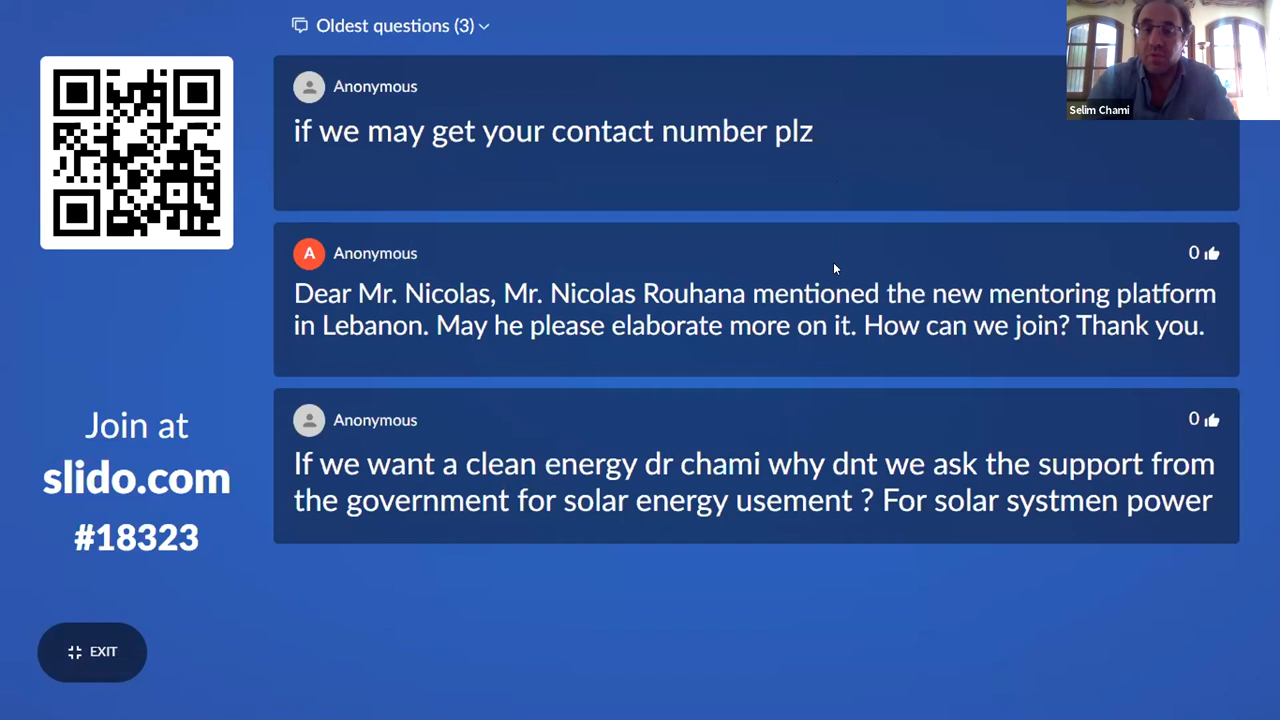 Oldest questions (3)
Selim Chami
Anonymous
if we may get your contact number plz
A
Anonymous
0
Dear Mr. Nicolas, Mr. Nicolas Rouhana mentioned the new mentoring platform
in Lebanon. May he please elaborate more on it. How can we join? Thank you.
Anonymous
0
If we want a clean energy dr chami why dnt we ask the support from
the government for solar energy usement ? For solar systmen power
Join at
slido.com
#18323
EXIT